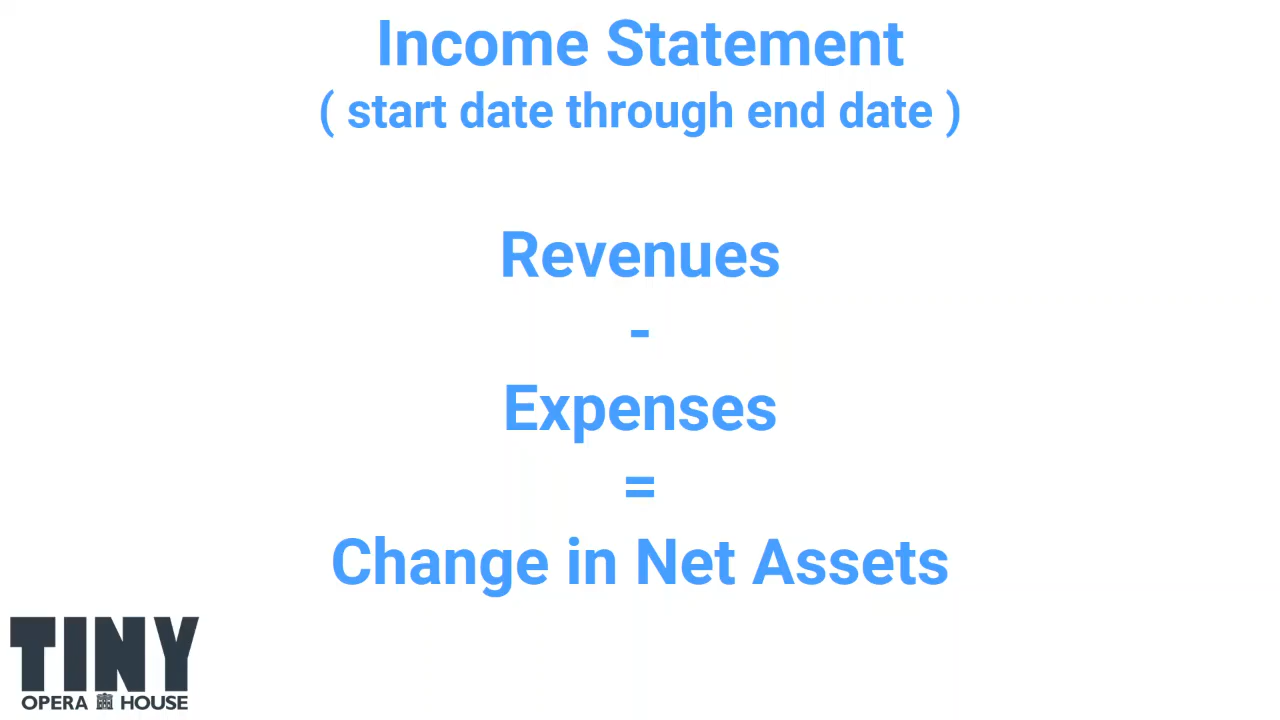 Income Statement
( start date through end date )
Revenues
-
Expenses
=
Change in Net Assets
TINY
OPERA HOUSE